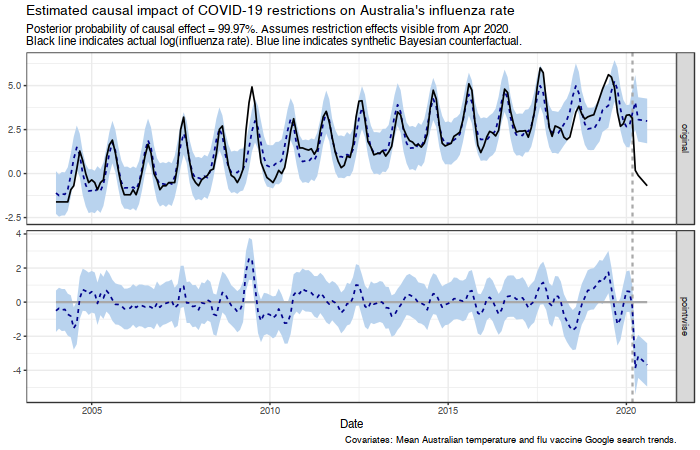 Estimated causal impact of COVID-19 restrictions on Australia's influenza rate
Posterior probability of causal effect = 99.97%. Assumes restriction effects visible from Apr 2020.
Black line indicates actual log(influenza rate). Blue line indicates synthetic Bayesian counterfactual.
5.0
2.5
0.0
-2.5
original
4
2
0
-2
-4
pointwise
2005
2010
2015
2020
Date
Covariates: Mean Australian temperature and flu vaccine Google search trends.